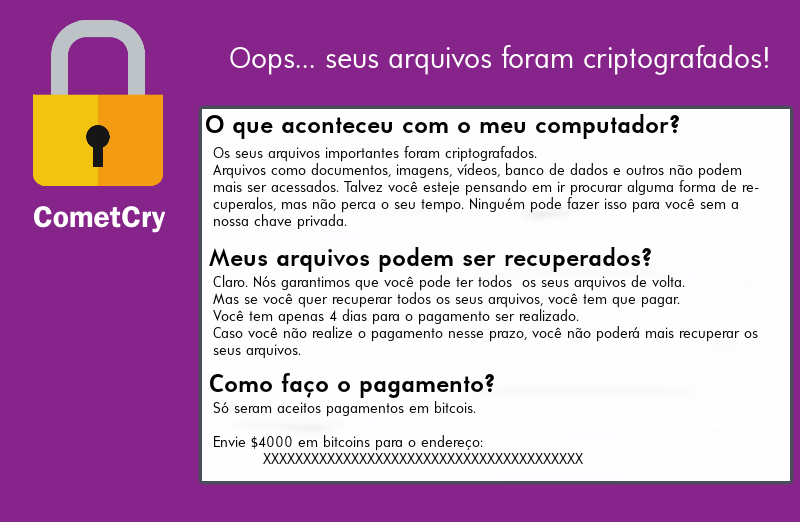 Oops... seus arquivos foram criptografados!
CometCry
O que aconteceu com o meu computador?
Os seus arquivos importantes foram criptografados.
Arquivos como documentos, imagens, vídeos, banco de dados e outros não podem
mais ser acessados. Talvez você esteje pensando em ir procurar alguma forma de re-
cuperalos, mas não perca o seu tempo. Ninguém pode fazer isso para você sem a
nossa chave privada.
Meus arquivos podem ser recuperados?
Claro. Nós garantimos que você pode ter todos  os seus arquivos de volta.
Mas se você quer recuperar todos os seus arquivos, você tem que pagar.
Você tem apenas 4 dias para o pagamento ser realizado.
Caso você não realize o pagamento nesse prazo, você não poderá mais recuperar os
seus arquivos.
Como faço o pagamento?
Só seram aceitos pagamentos em bitcois.
Envie $4000 em bitcoins para o endereço:
XXXXXXXXXXXXXXXXXXXXXXXXXXXXXXXXXXXXXXXX